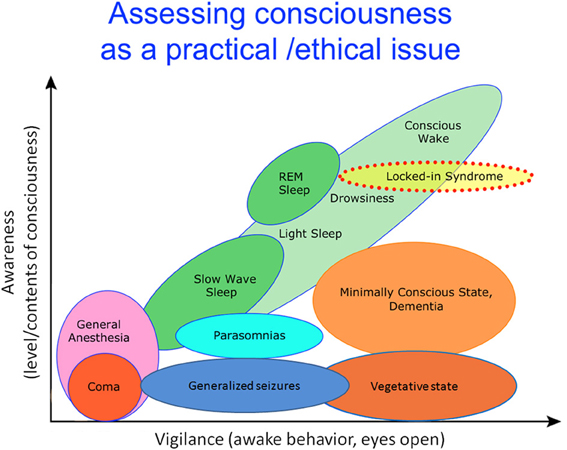 Assessing consciousness
as a practical /ethical issue
Awareness
(level/contents of consciousness)
Conscious
Wake
REM
Sleep
Locked-in Syndrome
Drowsiness
Light Sleep
Slow Wave
Sleep
Minimally Conscious State,
Dementia
General
Anesthesia
Parasomnias
Coma
Generalized seizures
Vegetative state
Vigilance (awake behavior, eyes open)